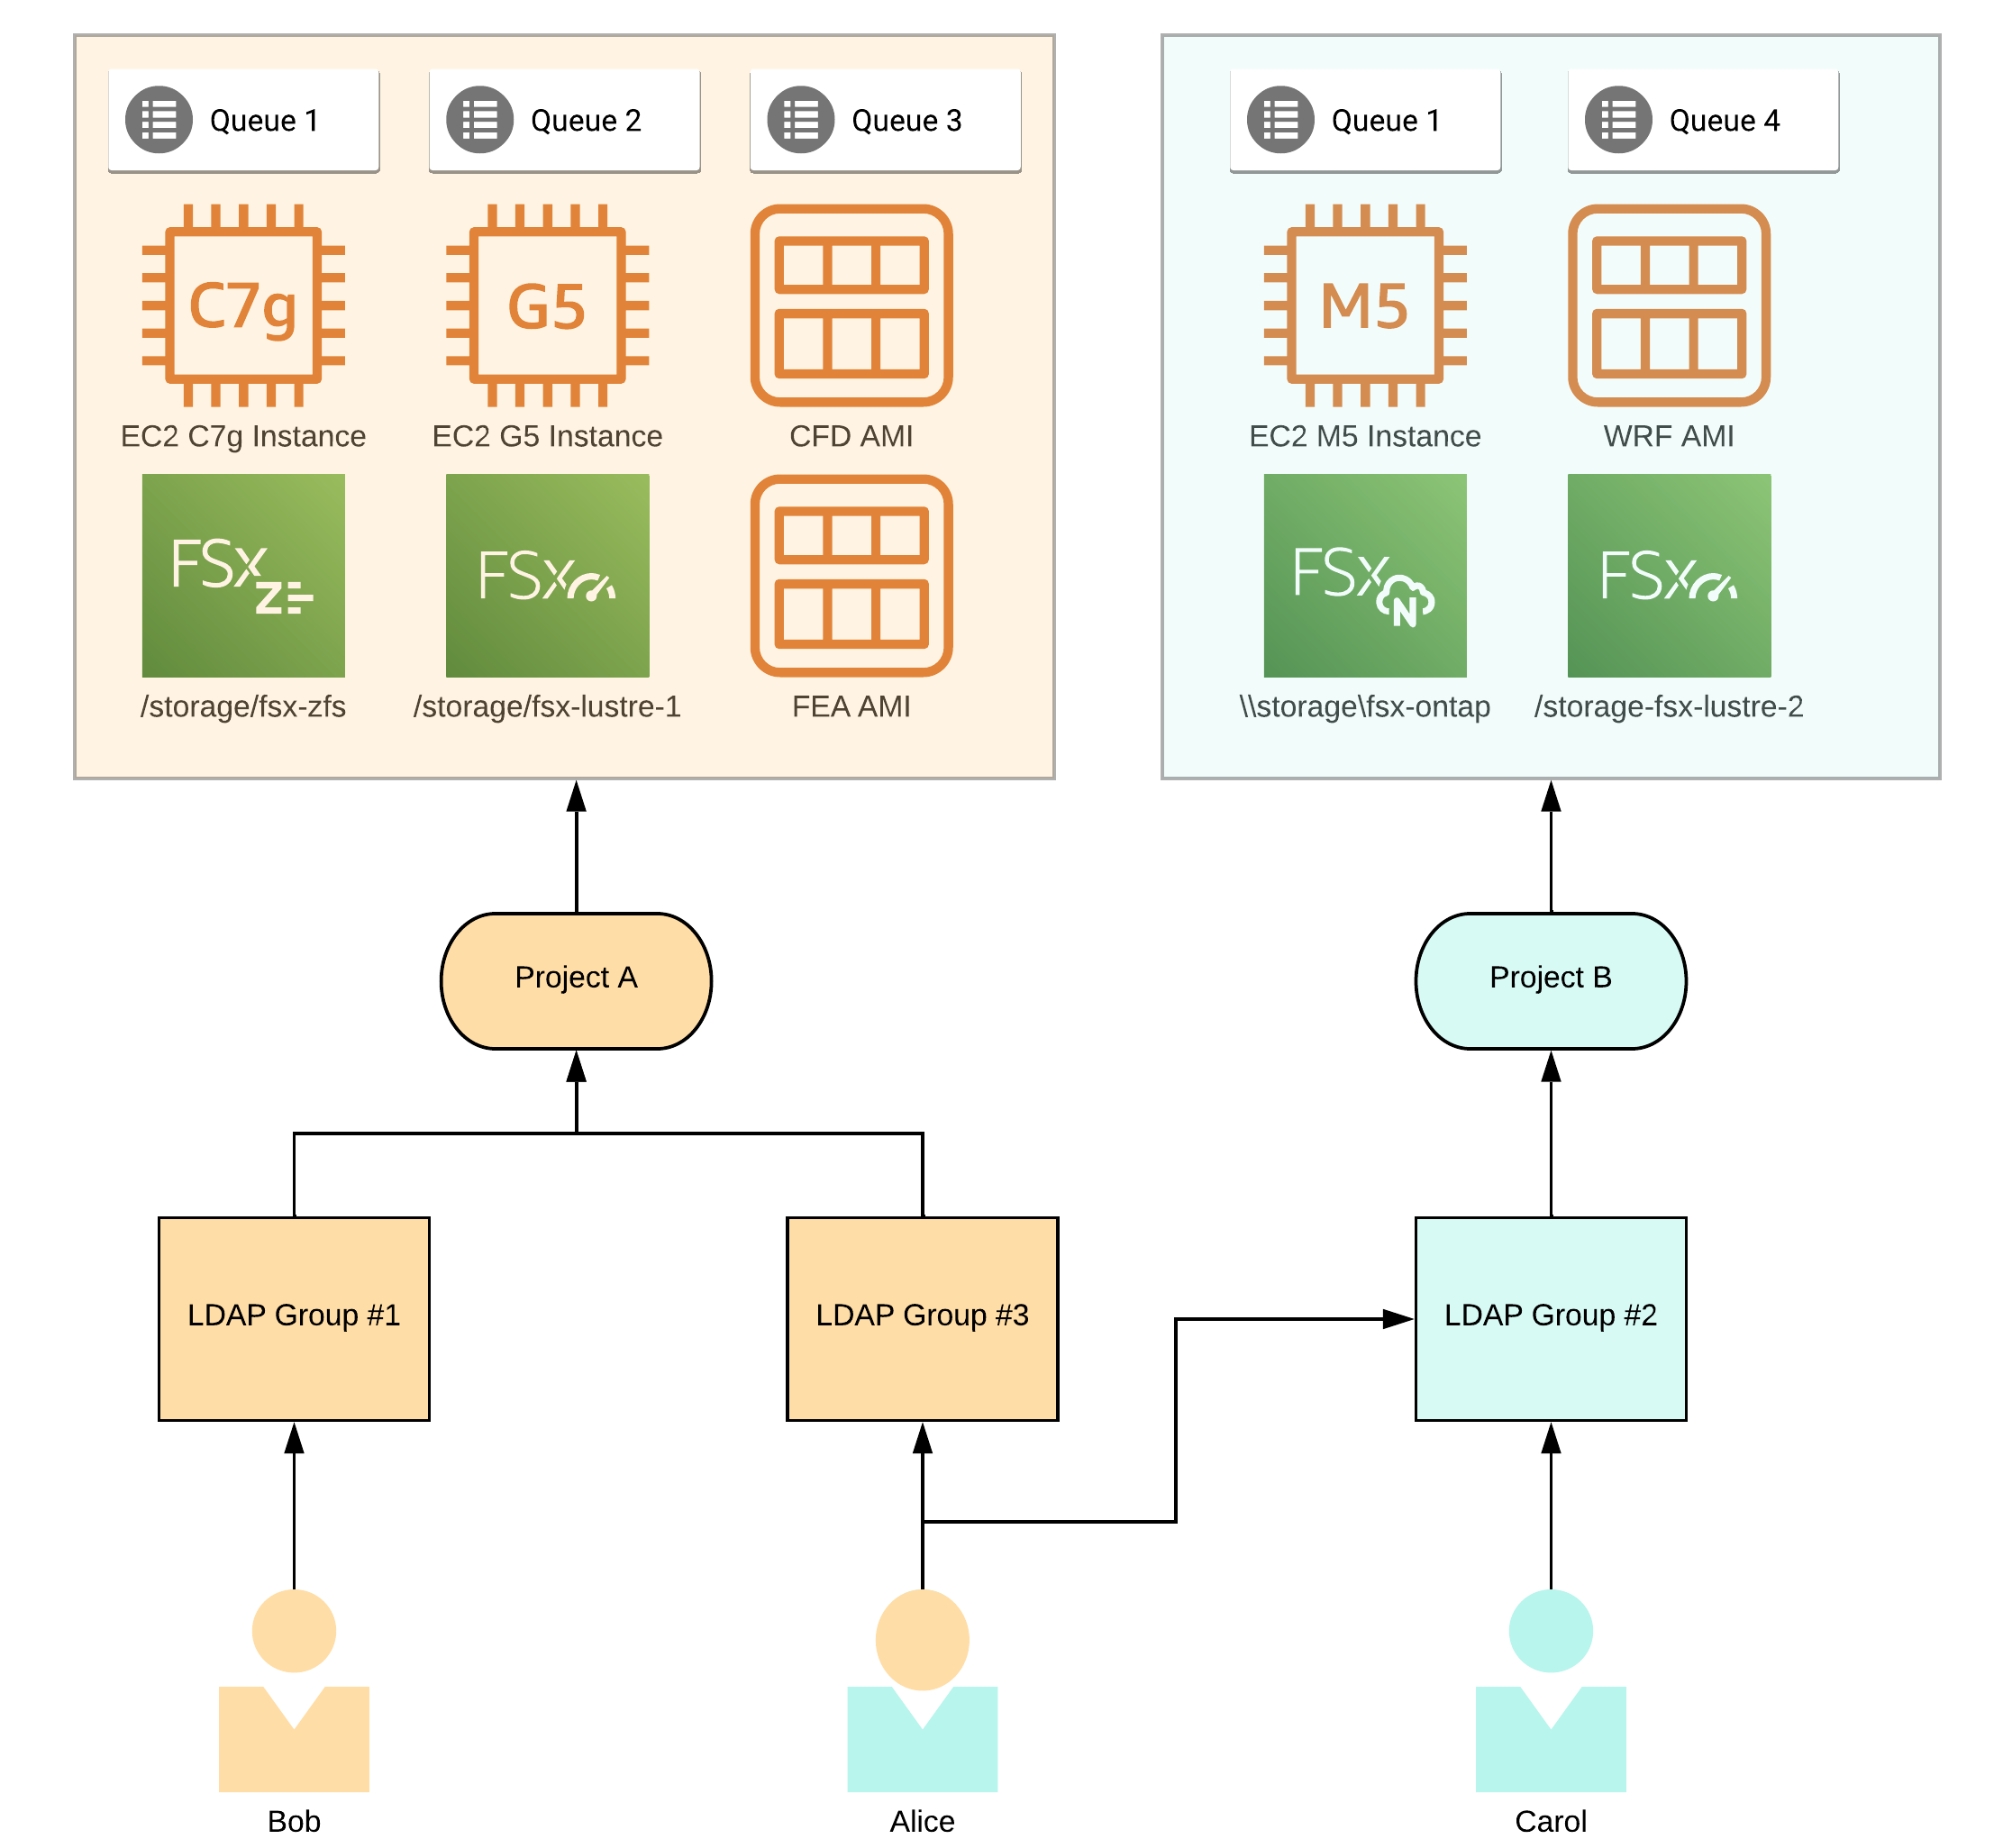 Queue 1
Queue 2
Queue 3
C7g
G5
EC2 C7g Instance
EC2 G5 Instance
CFD AMI
FSx
Z
FSx
/storage/fsx-zfs
/storage/fsx-lustre-1
FEA AMI
Queue 1
Queue 4
M5
EC2 M5 Instance
WRF AMI
FSx
N
FSx
\\storage\fsx-ontap
/storage-fsx-lustre-2
Project A
Project B
LDAP Group #1
LDAP Group #3
LDAP Group #2
Bob
Alice
Carol